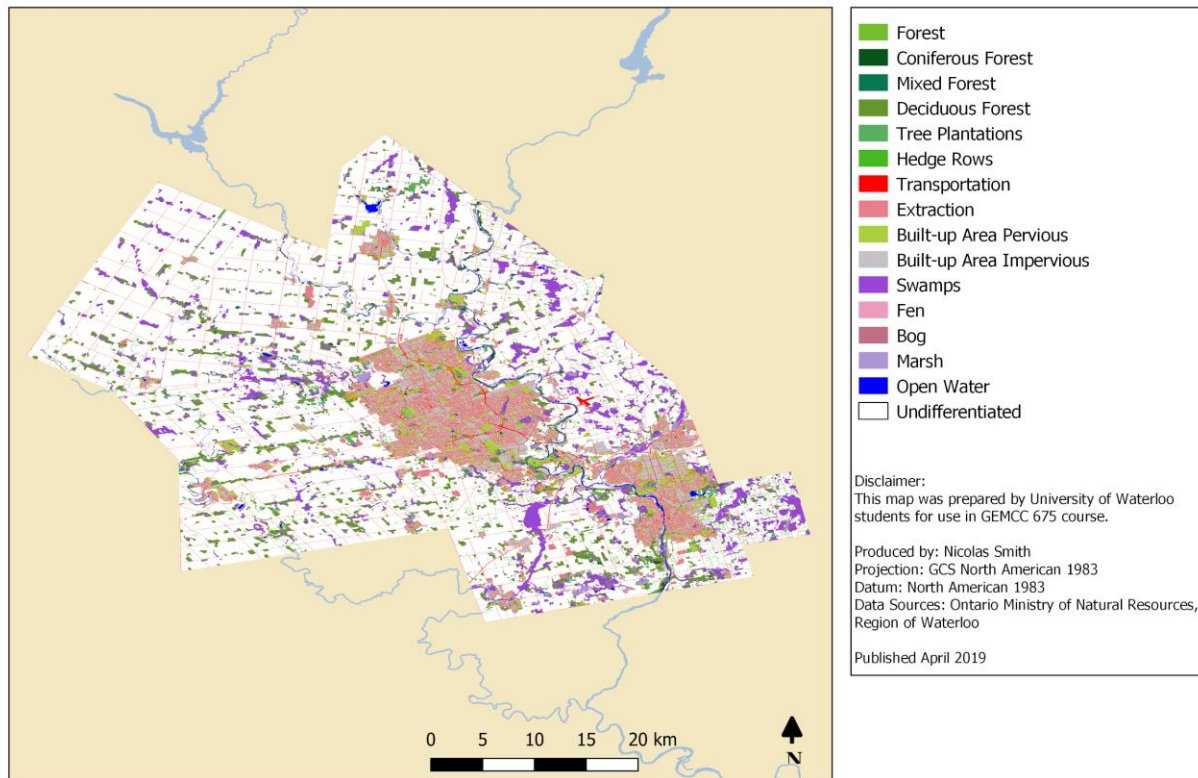 Forest
Coniferous Forest
Mixed Forest
Deciduous Forest
Tree Plantations
Hedge Rows
Transportation
Extraction
Built-up Area Pervious
Built-up Area Impervious
Swamps
Fen
Bog
Marsh
Open Water
Undifferentiated
Disclaimer:
This map was prepared by University of Waterloo
students for use in GEMCC 675 course.
Produced by: Nicolas Smith
Projection: GCS North American 1983
Datum: North American 1983
Data Sources: Ontario Ministry of Natural Resources,
Region of Waterloo
Published April 2019
0 5 10 15 20 km
N